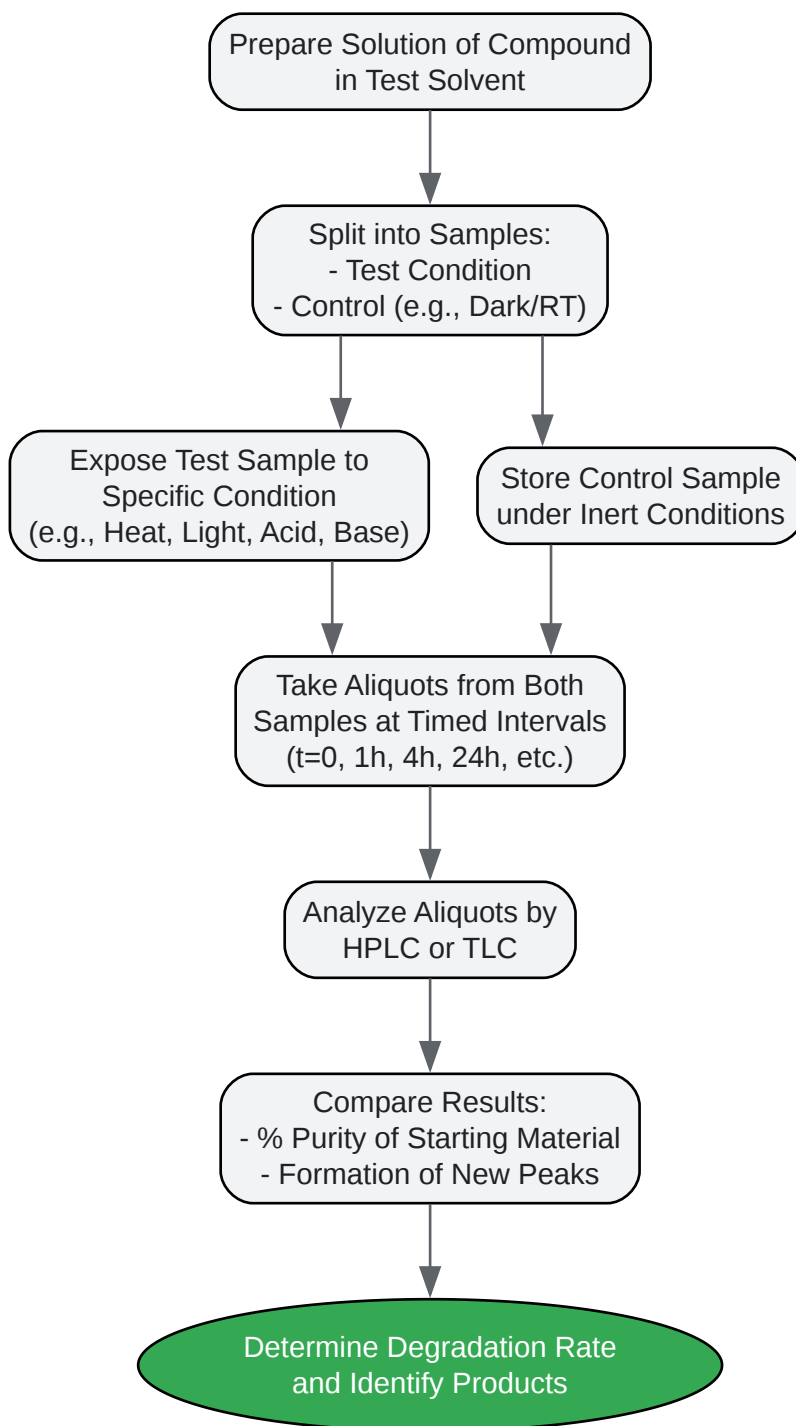 Prepare Solution of Compound
in Test Solvent
Split into Samples:
- Test Condition
- Control (e.g., Dark/RT)
Expose Test Sample to
Specific Condition
(e.g., Heat, Light, Acid, Base)
Store Control Sample
under Inert Conditions
Take Aliquots from Both
Samples at Timed Intervals
(t=0, 1h, 4h, 24h, etc.)
Analyze Aliquots by
HPLC or TLC
Compare Results:
- % Purity of Starting Material
- Formation of New Peaks
Determine Degradation Rate
and Identify Products